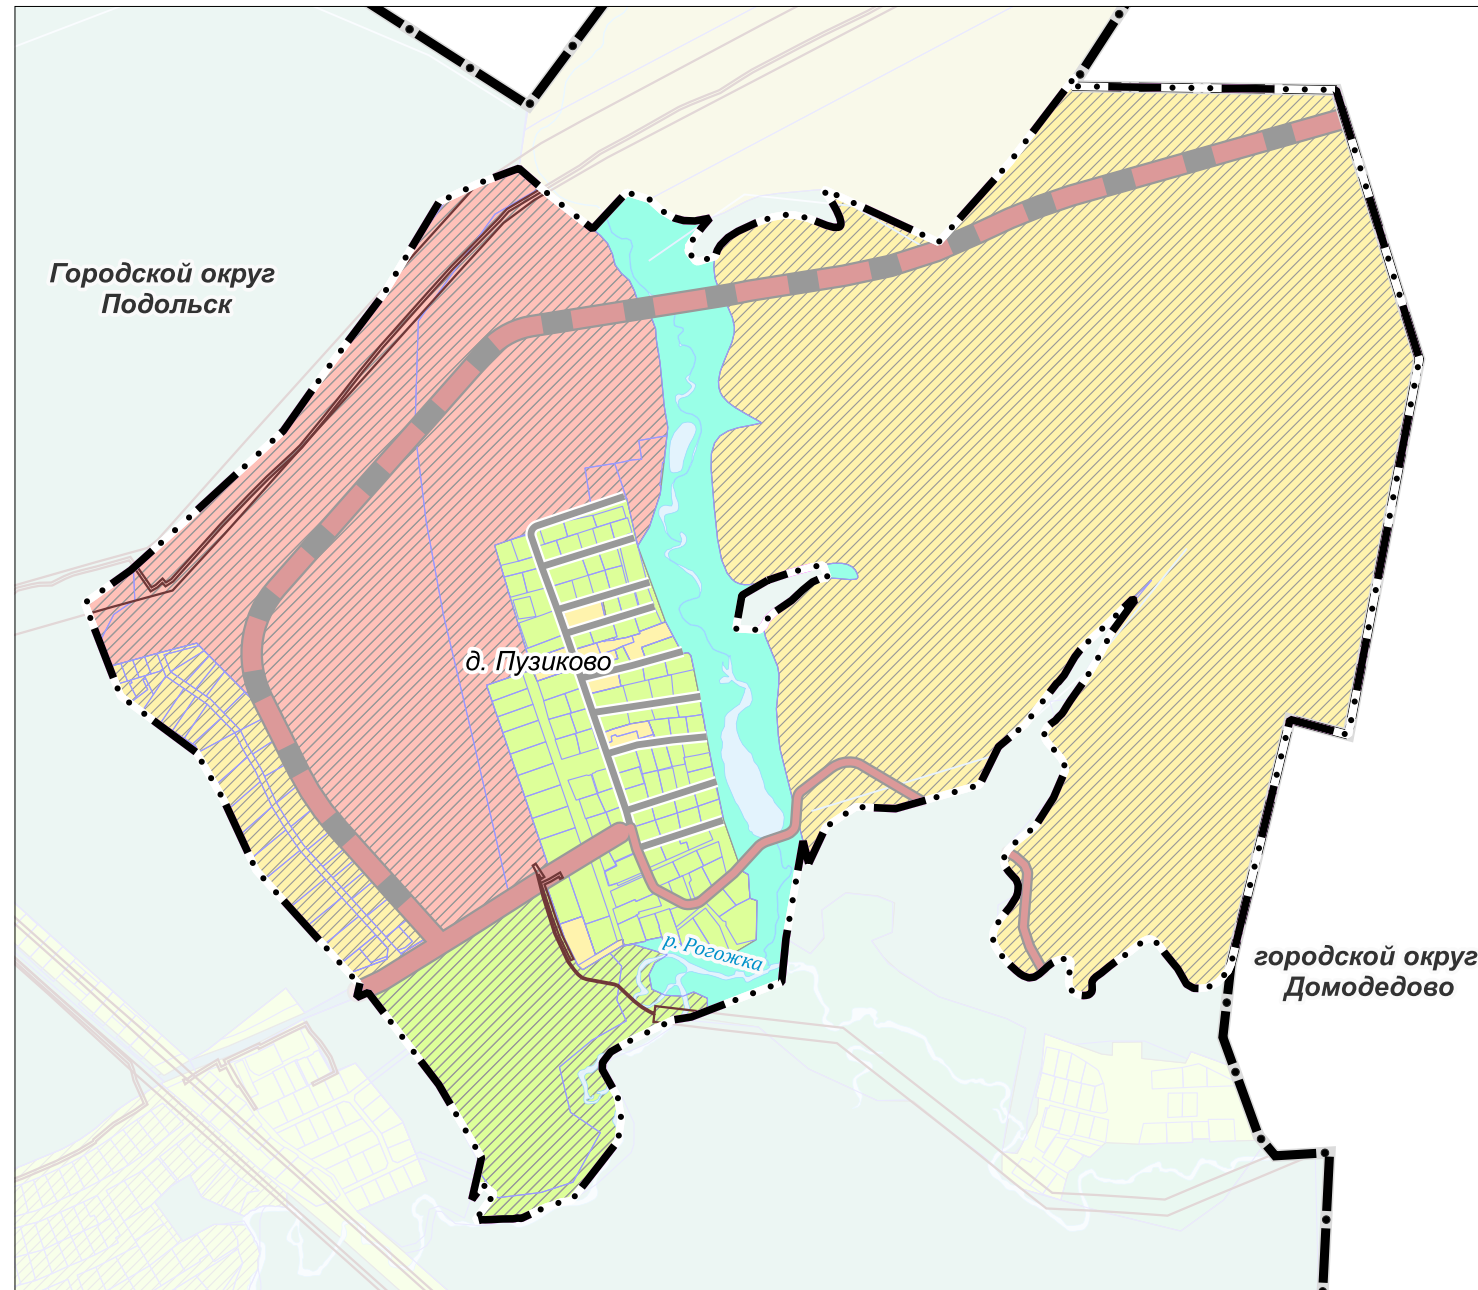 Городской округ
Подольск
д. Пузиково
р. Рогожка
городской округ
Домодедово